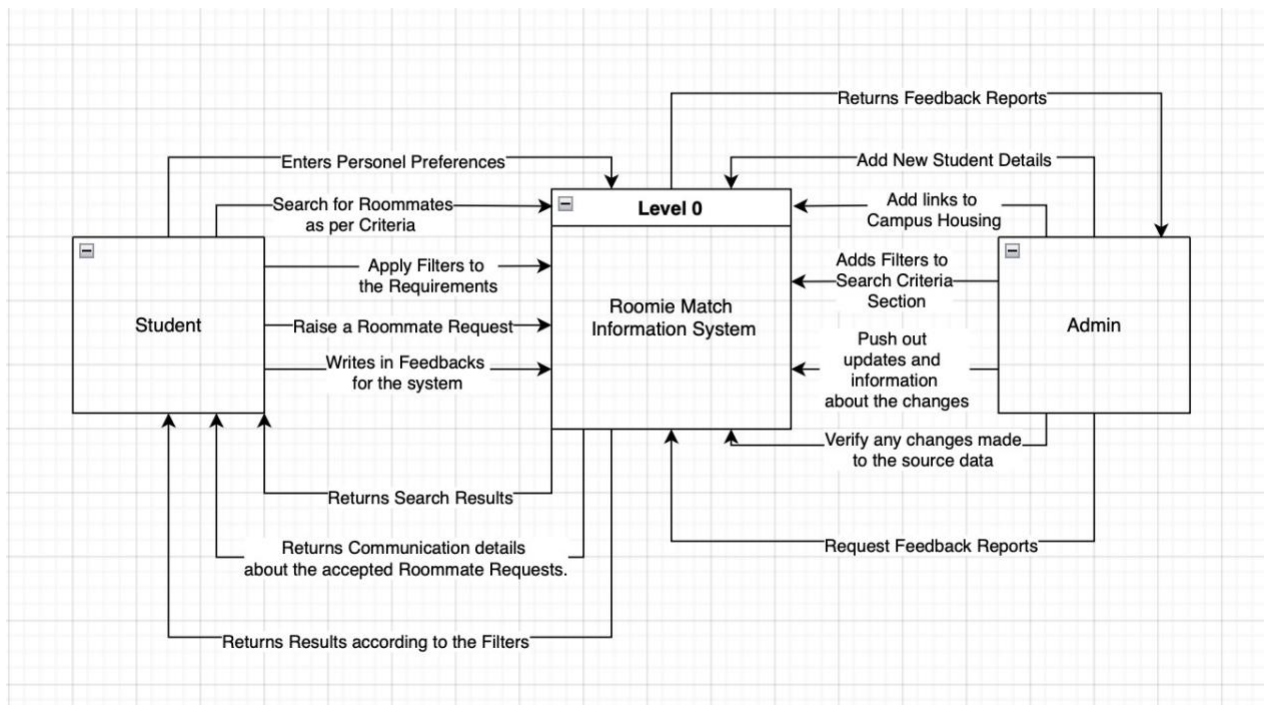 Returns Feedback Reports
Enters Personel Preferences
Add New Student Details
Search for Roommates
as per Criteria
Level 0
Add links to
Campus Housing
Apply Filters to
the Requirements
Adds Filters to
Search Criteria
Section
Student
Raise a Roommate Request
Roomie Match
Information System
Admin
Writes in Feedbacks
for the system
Push out
updates and
information
about the changes
Verify any changes made
to the source data
Returns Search Results
Returns Communication details
about the accepted Roommate Requests.
Request Feedback Reports
Returns Results according to the Filters